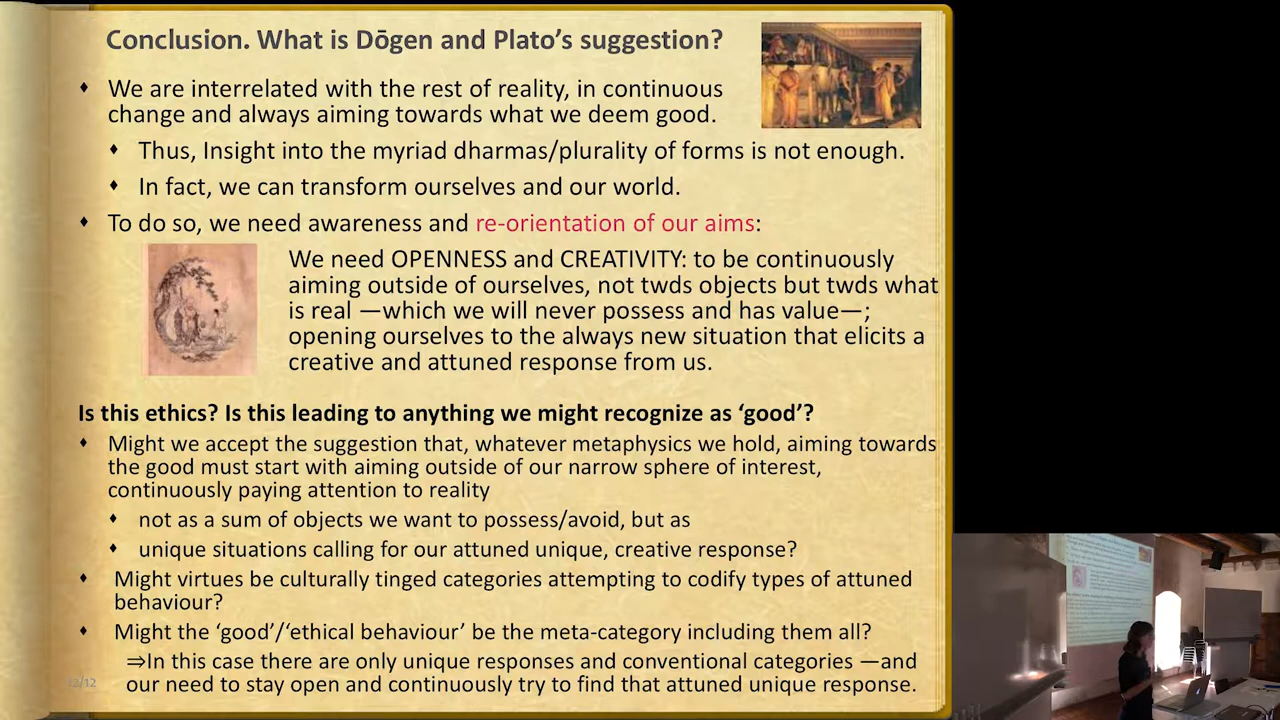 Conclusion. What is Dōgen and Plato's suggestion?
We are interrelated with the rest of reality, in continuous
change and always aiming towards what we deem good.
Thus, Insight into the myriad dharmas/plurality of forms is not enough.
In fact, we can transform ourselves and our world.
To do so, we need awareness and re-orientation of our aims:
We need OPENNESS and CREATIVITY: to be continuously
aiming outside of ourselves, not twds objects but twds what
is real —which we will never possess and has value—;
opening ourselves to the always new situation that elicits a
creative and attuned response from us.
Is this ethics? Is this leading to anything we might recognize as 'good'?
Might we accept the suggestion that, whatever metaphysics we hold, aiming towards
the good must start with aiming outside of our narrow sphere of interest,
continuously paying attention to reality
not as a sum of objects we want to possess/avoid, but as
unique situations calling for our attuned unique, creative response?
Might virtues be culturally tinged categories attempting to codify types of attuned
behaviour?
Might the 'good'/'ethical behaviour' be the meta-category including them all?
⇒In this case there are only unique responses and conventional categories —and
our need to stay open and continuously try to find that attuned unique response.
12/12